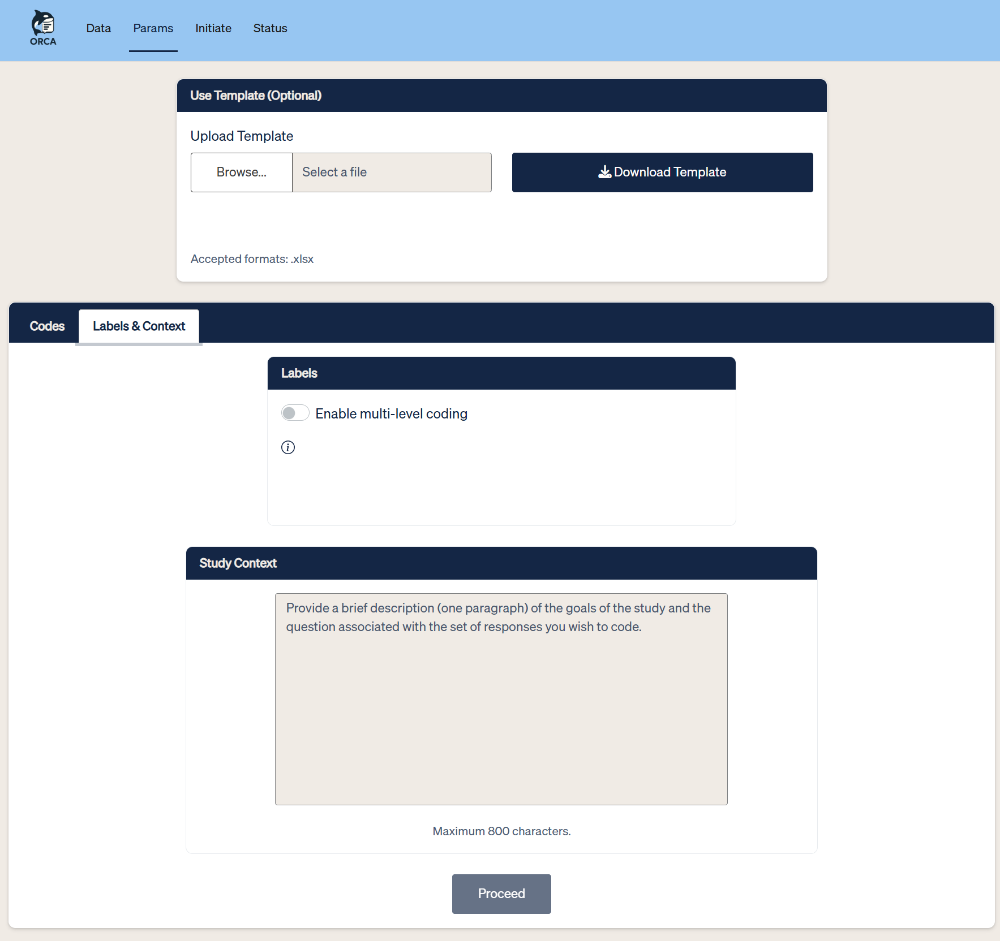 ORCA
Data
Params
Initiate
Status
Use Template (Optional)
Upload Template
Browse...
Select a file
Download Template
Accepted formats: .xlsx
Codes
Labels & Context
Labels
Enable multi-level coding
i
Study Context
Provide a brief description (one paragraph) of the goals of the study and the
question associated with the set of responses you wish to code.
Maximum 800 characters.
Proceed